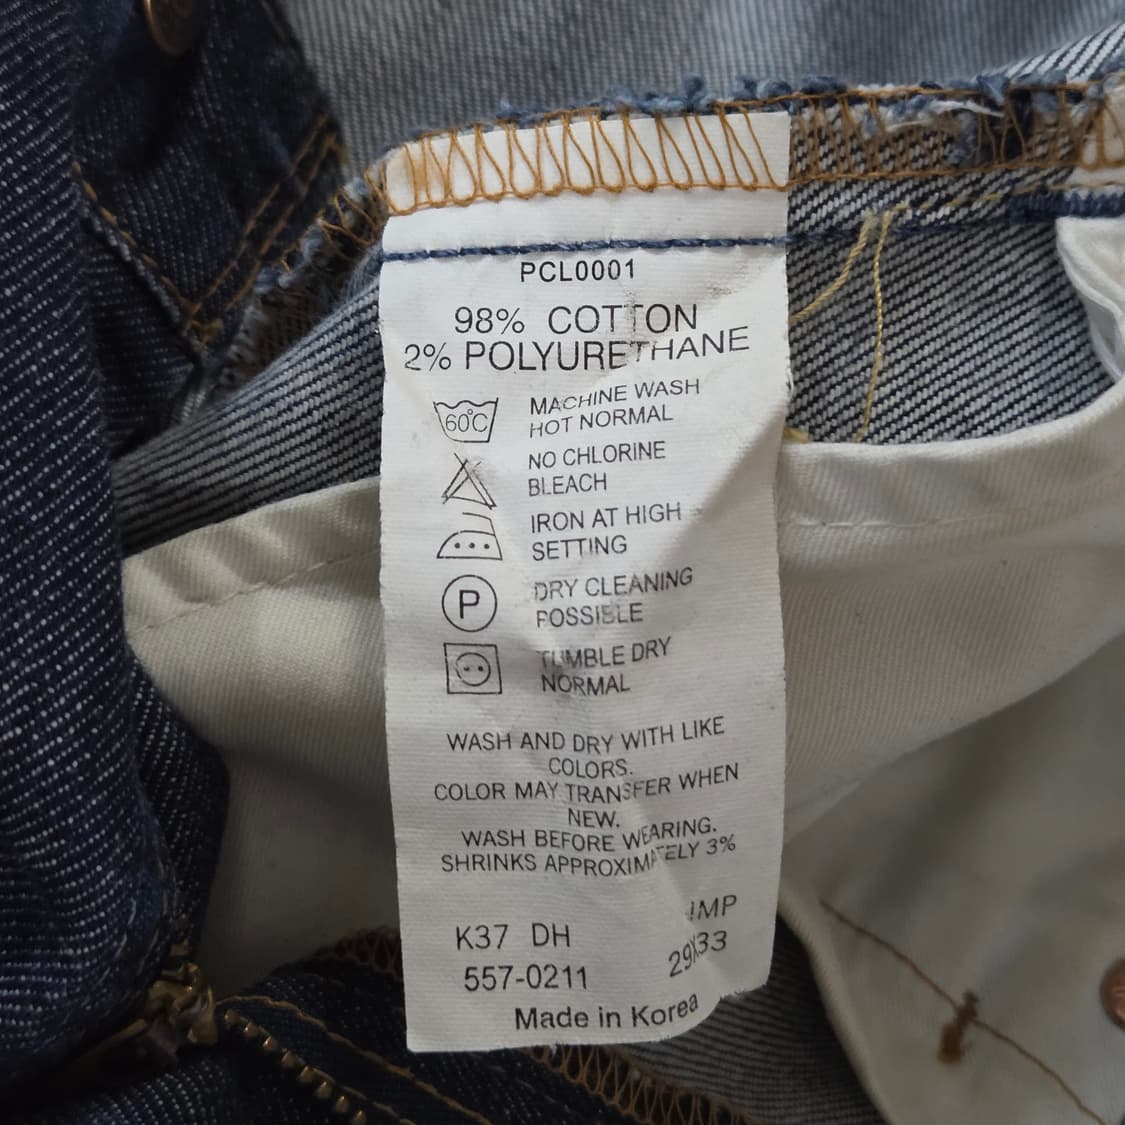 PCL0001
98% COTTON
2% POLYURETHANE
60°C MACHINE WASH
HOT NORMAL
NO CHLORINE
BLEACH
IRON AT HIGH
SETTING
P DRY CLEANING
POSSIBLE
TUMBLE DRY
NORMAL
WASH AND DRY WITH LIKE
COLORS.
COLOR MAY TRANSFER WHEN
NEW.
WASH BEFORE WEARING.
SHRINKS APPROXIMATELY 3%
IMP
K37 DH
29X33
557-0211
Made in Korea